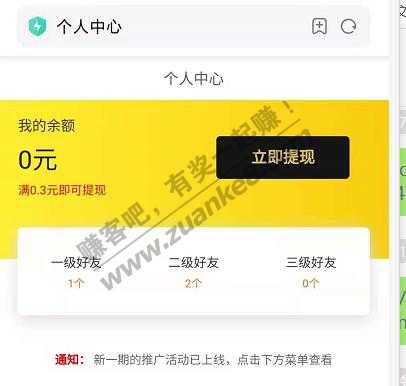 个人中心
个人中心
我的余额
0元
立即提现
满0.3元即可提现
一级好友
二级好友
三级好友
1个
2个
0个
通知： 新一期的推广活动已上线，点击下方菜单查看
赚客吧，有奖一起赚！
www.zuanke8.com